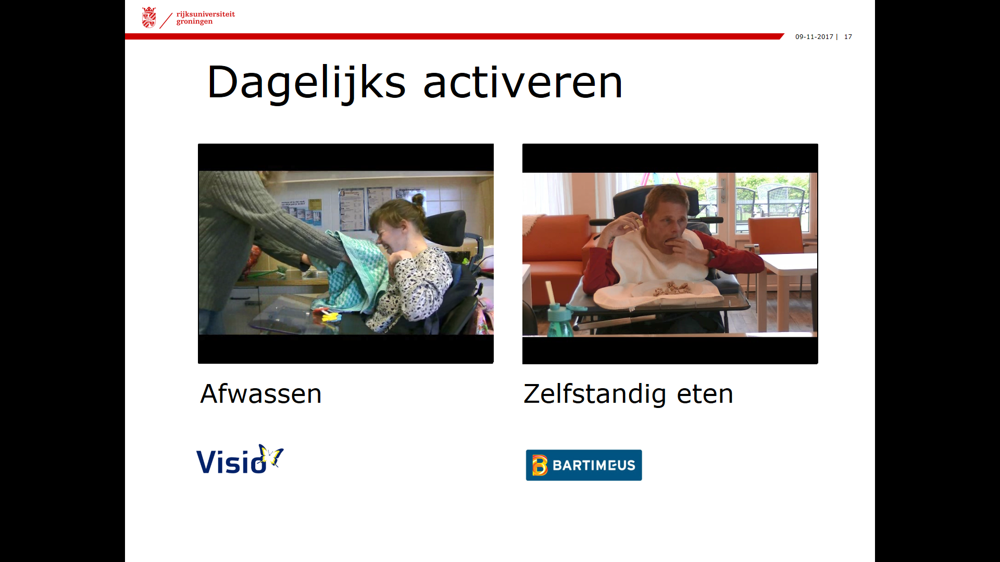 rijksuniversiteit
groningen
09-11-2017 | 17
Dagelijks activeren
Afwassen
Zelfstandig eten
Visio
BARTIMEUS